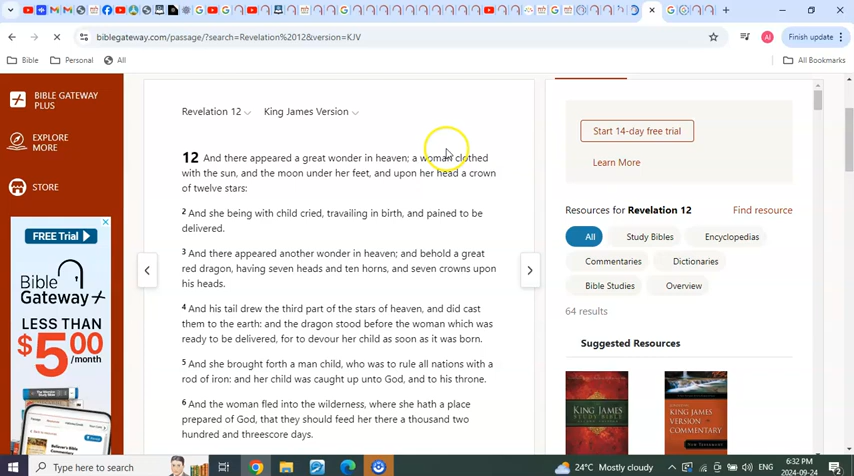 biblegateway.com/passage/?search=Revelation%2012&version=KJV
AI
Finish update
Bible
Personal
All
All Bookmarks
BIBLE GATEWAY
PLUS
EXPLORE
MORE
STORE
FREE Trial
Bible
Gateway+
LESS THAN
$5.00
/month
Revelation 12
King James Version
12 And there appeared a great wonder in heaven; a woman clothed
with the sun, and the moon under her feet, and upon her head a crown
of twelve stars:
2 And she being with child cried, travailing in birth, and pained to be
delivered.
3 And there appeared another wonder in heaven; and behold a great
red dragon, having seven heads and ten horns, and seven crowns upon
his heads.
4 And his tail drew the third part of the stars of heaven, and did cast
them to the earth: and the dragon stood before the woman which was
ready to be delivered, for to devour her child as soon as it was born.
5 And she brought forth a man child, who was to rule all nations with a
rod of iron: and her child was caught up unto God, and to his throne.
6 And the woman fled into the wilderness, where she hath a place
prepared of God, that they should feed her there a thousand two
hundred and threescore days.
Start 14-day free trial
Learn More
Resources for Revelation 12
Find resource
All
Study Bibles
Encyclopedias
Commentaries
Dictionaries
Bible Studies
Overview
64 results
Suggested Resources
KING JAMES
STUDY BIBLE
KING JAMES
VERSION
COMMENTARY
Type here to search
24°C Mostly cloudy
ENG
6:32 PM
2024-09-24
2